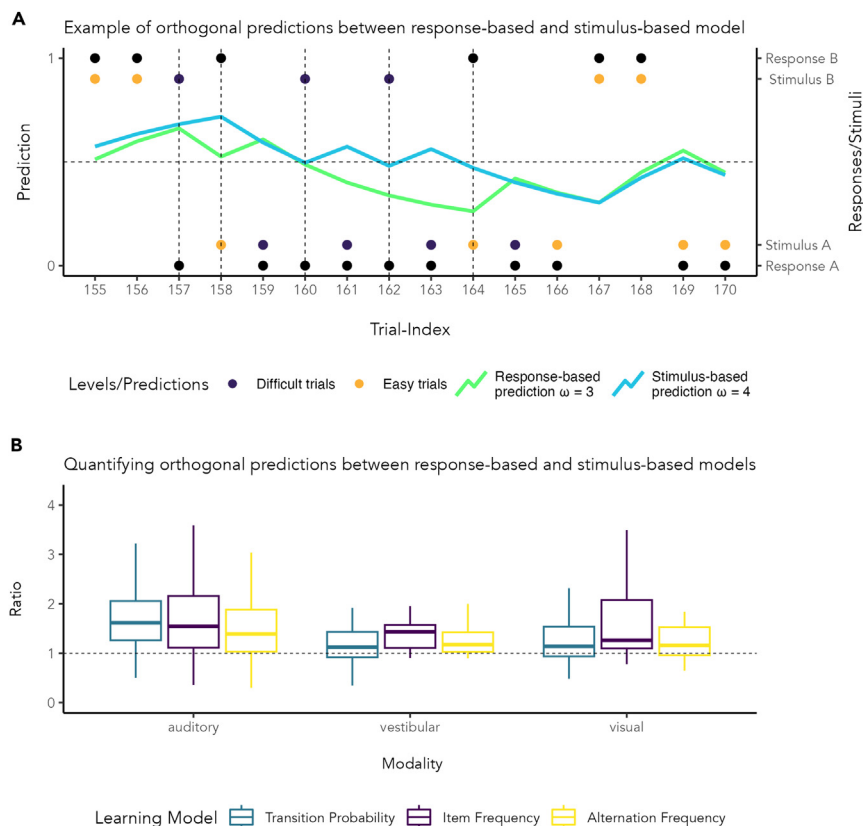 A
Example of orthogonal predictions between response-based and stimulus-based model
1
0
Prediction
Response B
Stimulus B
Stimulus A
Response A
Responses/Stimuli
155 156 157 158 159 160 161 162 163 164 165 166 167 168 169 170
Trial-Index
Levels/Predictions Difficult trials Easy trials Response-based prediction ω = 3 Stimulus-based prediction ω = 4
B
Quantifying orthogonal predictions between response-based and stimulus-based models
4
3
2
1
0
Ratio
auditory vestibular visual
Modality
Learning Model Transition Probability Item Frequency Alternation Frequency